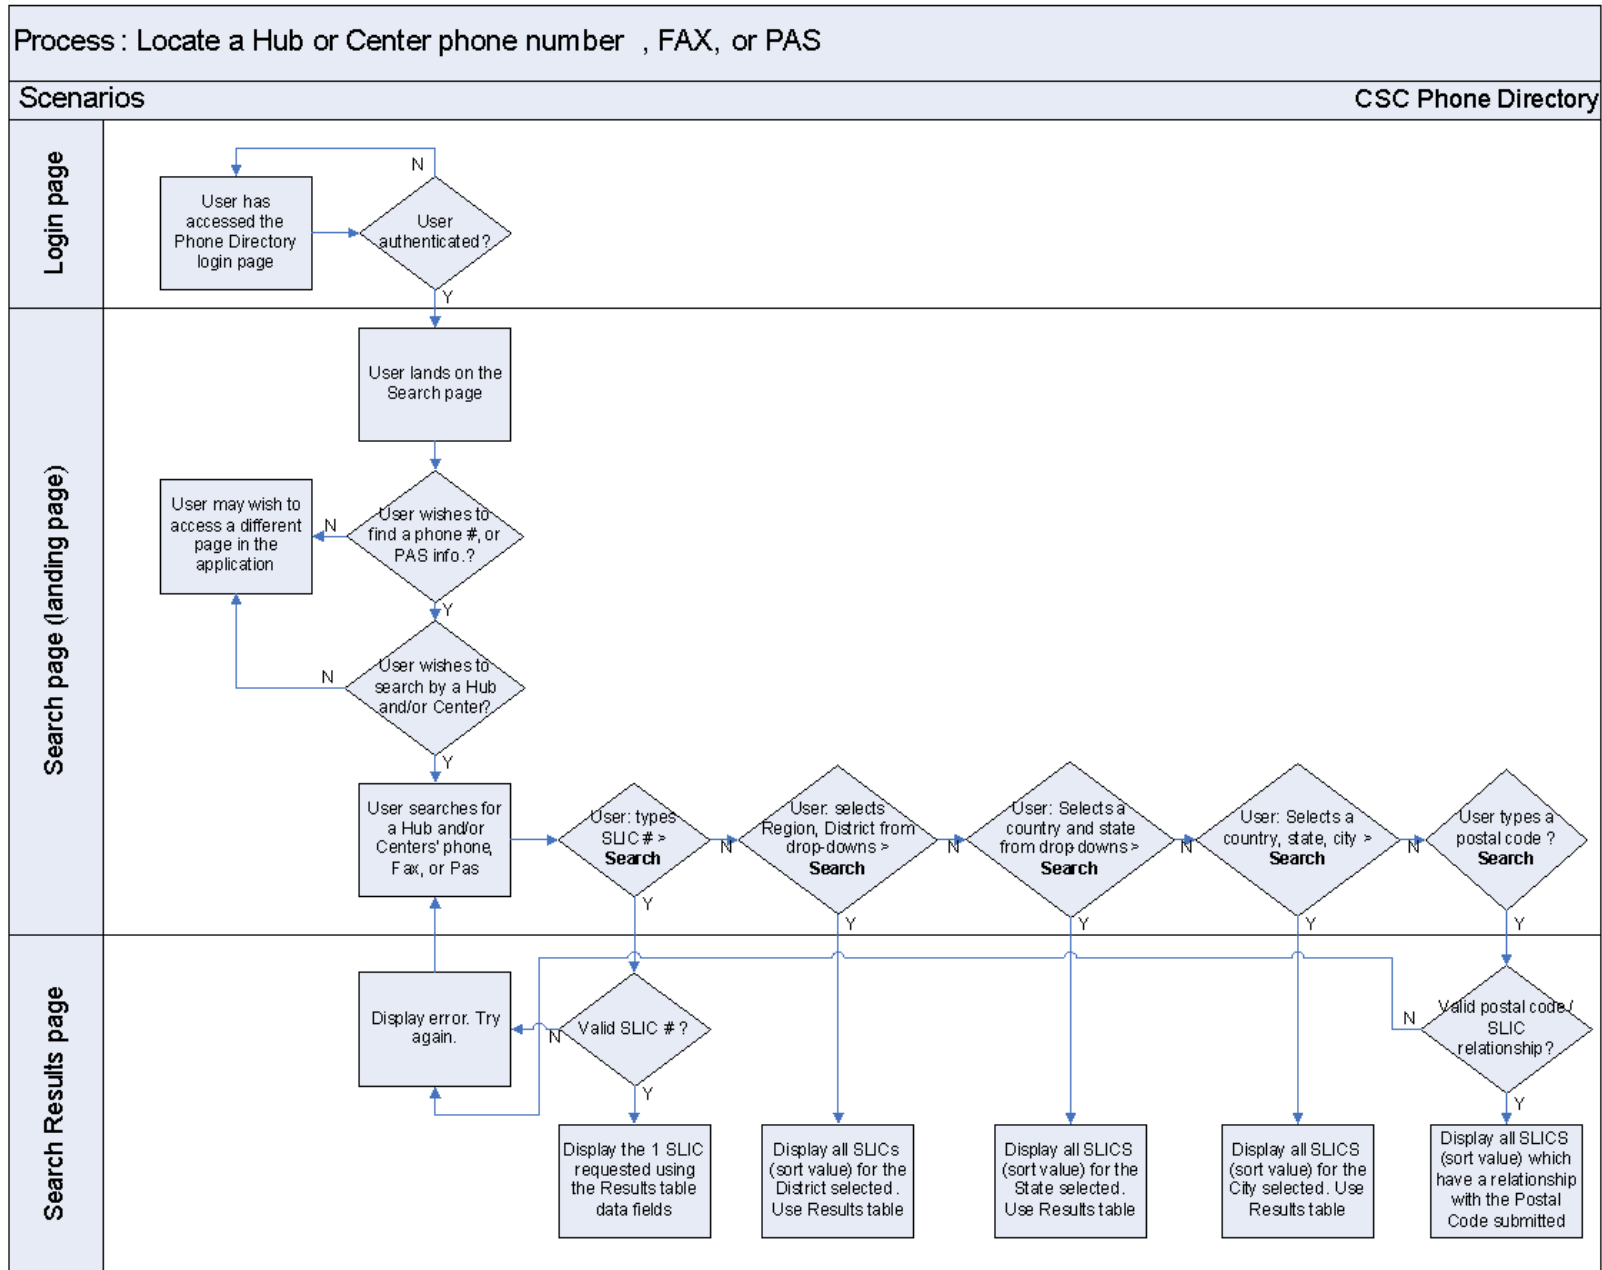 Process : Locate a Hub or Center phone number , FAX, or PAS
Scenarios
CSC Phone Directory
Login page
User has
accessed the
Phone Directory
login page
N
User
authenticated ?
Y
Search page (landing page)
User lands on the
Search page
User may wish to
access a different
page in the
application
N
User wishes to
find a phone #, or
PAS info.?
Y
N
User wishes to
search by a Hub
and/or Center?
Y
User searches for
a Hub and/or
Centers' phone,
Fax, or Pas
User: types
SLIC # >
Search
N
Y
User: selects
Region, District from
drop-downs >
Search
N
Y
User: Selects a
country and state
from drop downs >
Search
N
Y
User: Selects a
country, state, city >
Search
N
Y
User types a
postal code ?
Search
Y
Search Results page
Display error. Try
again.
N
Valid SLIC # ?
Y
N
Valid postal code /
SLIC
relationship ?
Y
Display the 1 SLIC
requested using
the Results table
data fields
Display all SLICs
(sort value) for the
District selected .
Use Results table
Display all SLICS
(sort value) for the
State selected.
Use Results table
Display all SLICS
(sort value) for the
City selected. Use
Results table
Display all SLICS
(sort value) which
have a relationship
with the Postal
Code submitted